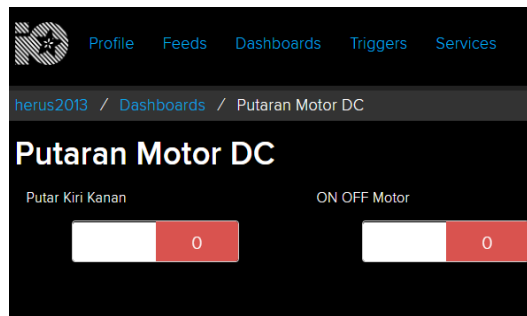 Profile Feeds Dashboards Triggers Services
herus2013 / Dashboards / Putaran Motor DC
Putaran Motor DC
Putar Kiri Kanan ON OFF Motor
0 0